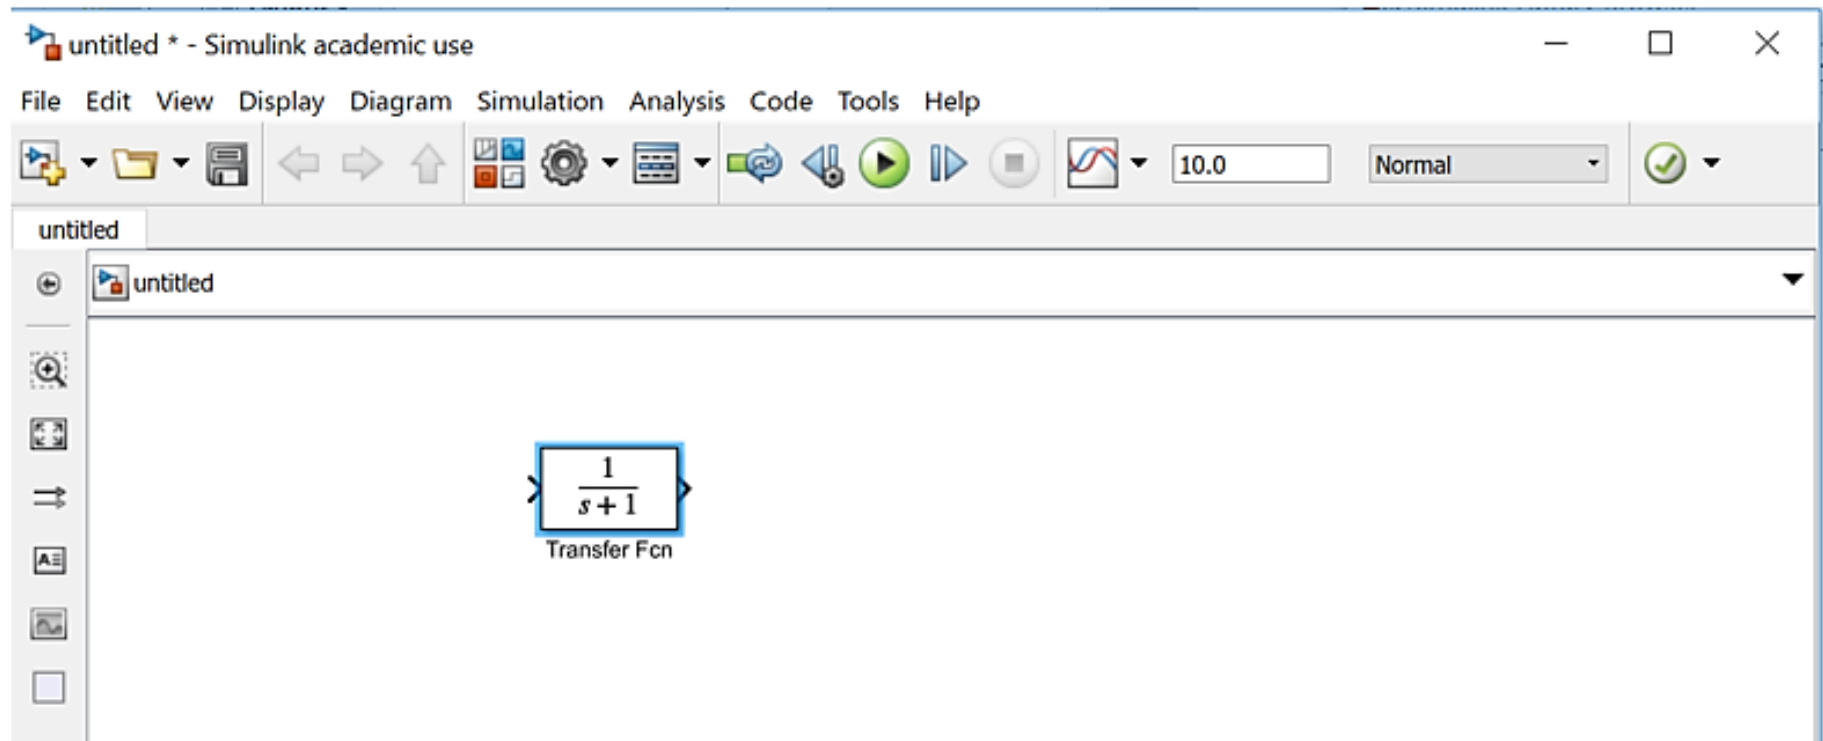 untitled * - Simulink academic use
File Edit View Display Diagram Simulation Analysis Code Tools Help
10.0 Normal
untitled
untitled
1
s + 1
Transfer Fcn